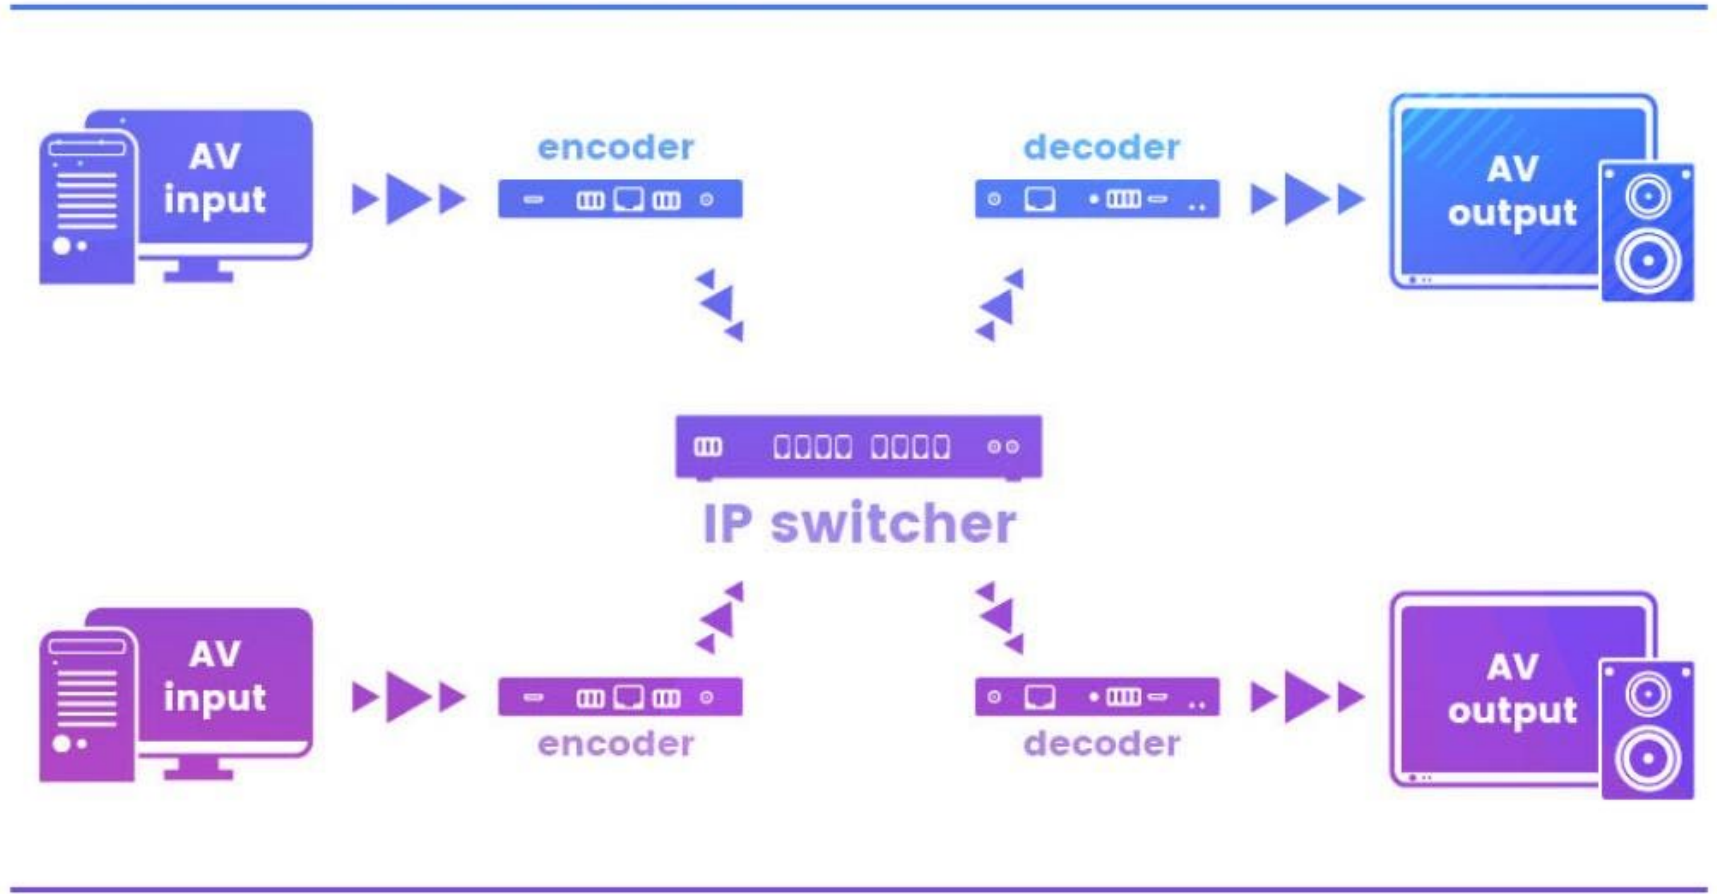 AV
input
encoder
decoder
AV
output
IP switcher
AV
input
encoder
decoder
AV
output